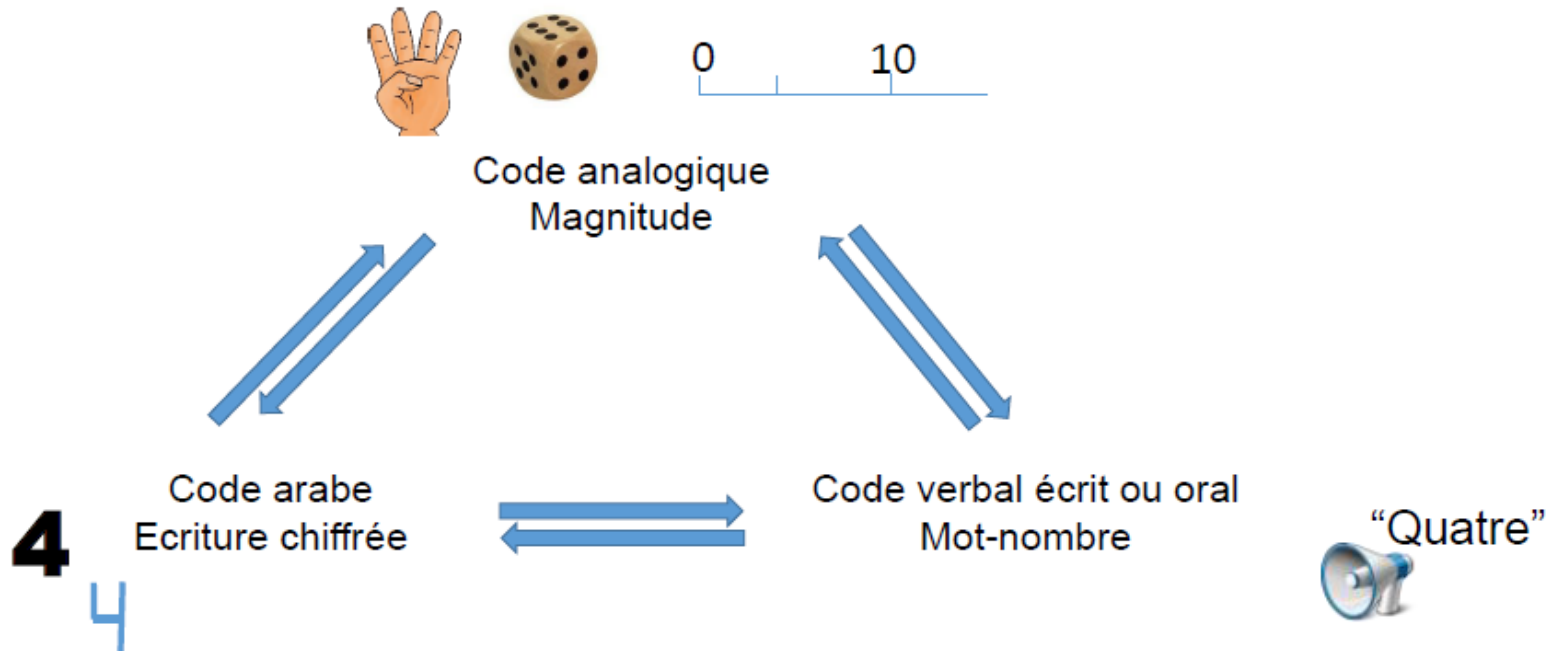 0 10
Code analogique
Magnitude
Code arabe
Ecriture chiffrée
4
4
Code verbal écrit ou oral
Mot-nombre
“Quatre”